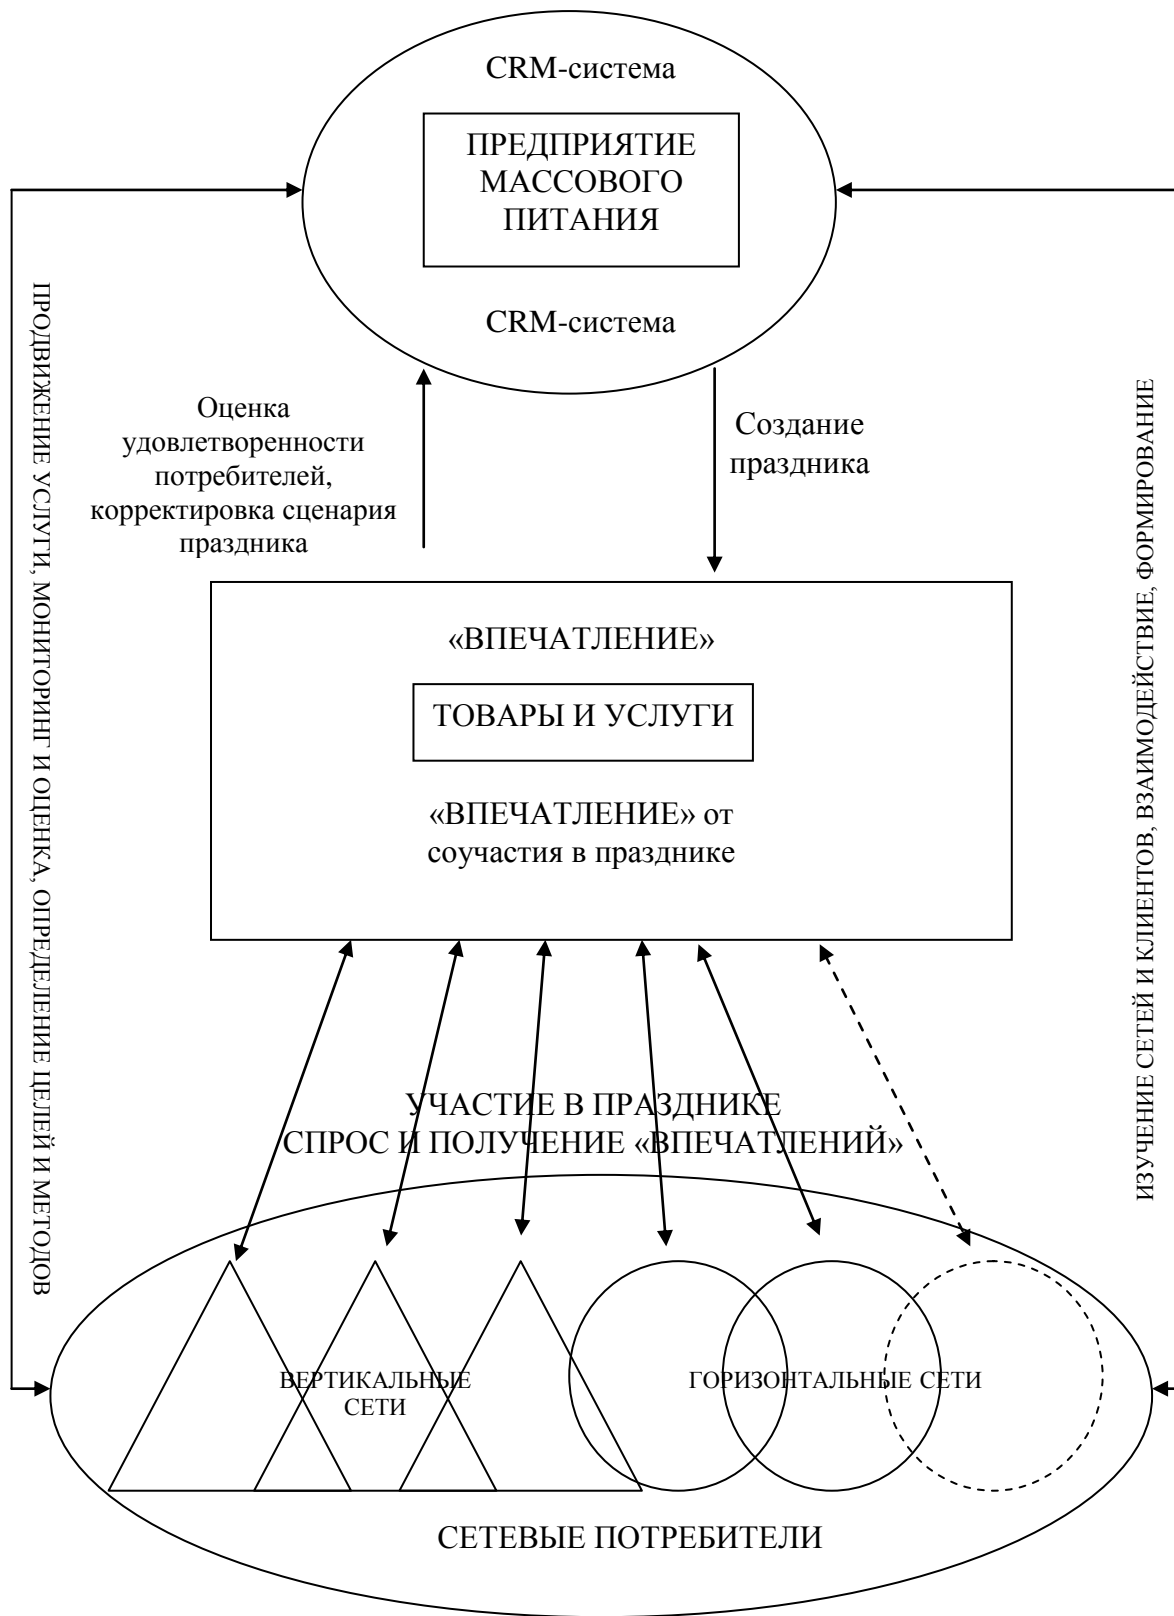 CRM-система
ПРЕДПРИЯТИЕ
МАССОВОГО
ПИТАНИЯ
CRM-система
ПРОДВИЖЕНИЕ УСЛУГИ, МОНИТОРИНГ И ОЦЕНКА, ОПРЕДЕЛЕНИЕ ЦЕЛЕЙ И МЕТОДОВ
Оценка
удовлетворенности
потребителей,
корректировка сценария
праздника
Создание
праздника
ИЗУЧЕНИЕ СЕТЕЙ И КЛИЕНТОВ, ВЗАИМОДЕЙСТВИЕ, ФОРМИРОВАНИЕ
«ВПЕЧАТЛЕНИЕ»
ТОВАРЫ И УСЛУГИ
«ВПЕЧАТЛЕНИЕ» от
соучастия в празднике
УЧАСТИЕ В ПРАЗДНИКЕ
СПРОС И ПОЛУЧЕНИЕ «ВПЕЧАТЛЕНИЙ»
ВЕРТИКАЛЬНЫЕ
СЕТИ
ГОРИЗОНТАЛЬНЫЕ СЕТИ
СЕТЕВЫЕ ПОТРЕБИТЕЛИ